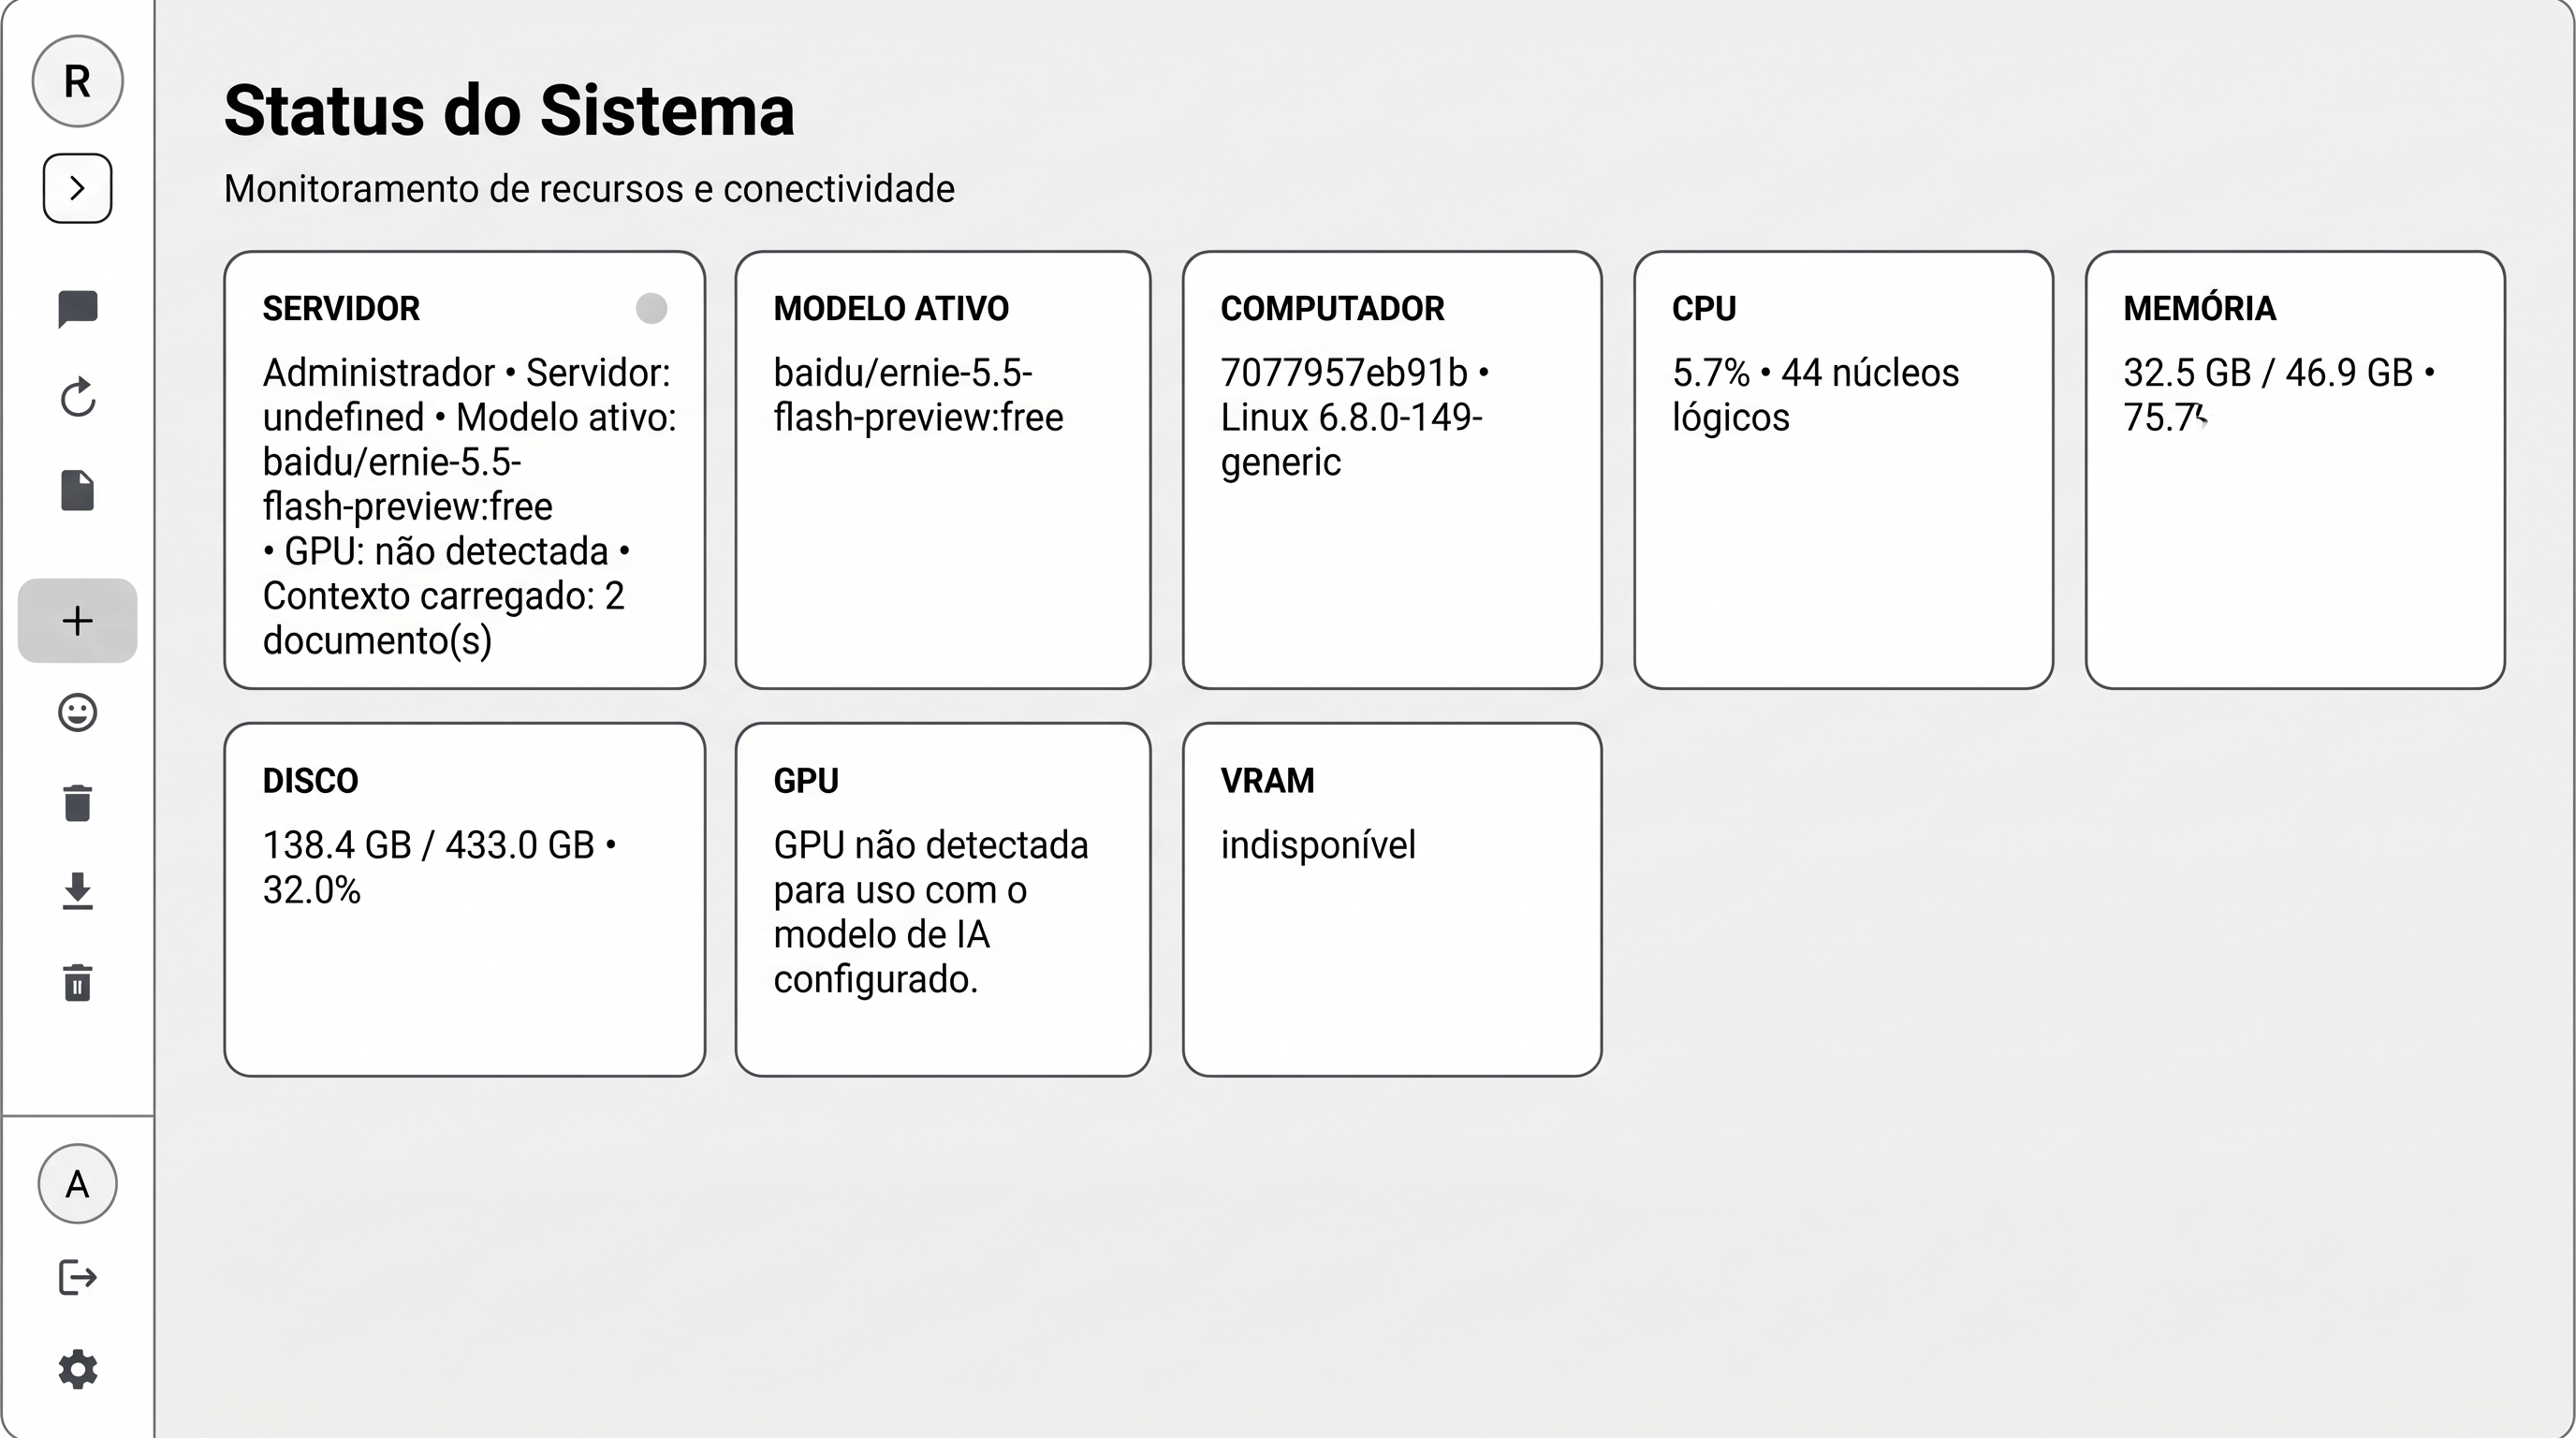 R
Status do Sistema
Monitoramento de recursos e conectividade
SERVIDOR
Administrador • Servidor:
undefined • Modelo ativo:
baidu/ernie-5.5-
flash-preview:free
• GPU: não detectada •
Contexto carregado: 2
documento(s)
MODELO ATIVO
baidu/ernie-5.5-
flash-preview:free
COMPUTADOR
7077957eb91b •
Linux 6.8.0-149-
generic
CPU
5.7% • 44 núcleos
lógicos
MEMÓRIA
32.5 GB / 46.9 GB •
75.7
DISCO
138.4 GB / 433.0 GB •
32.0%
GPU
GPU não detectada
para uso com o
modelo de IA
configurado.
VRAM
indisponível
A